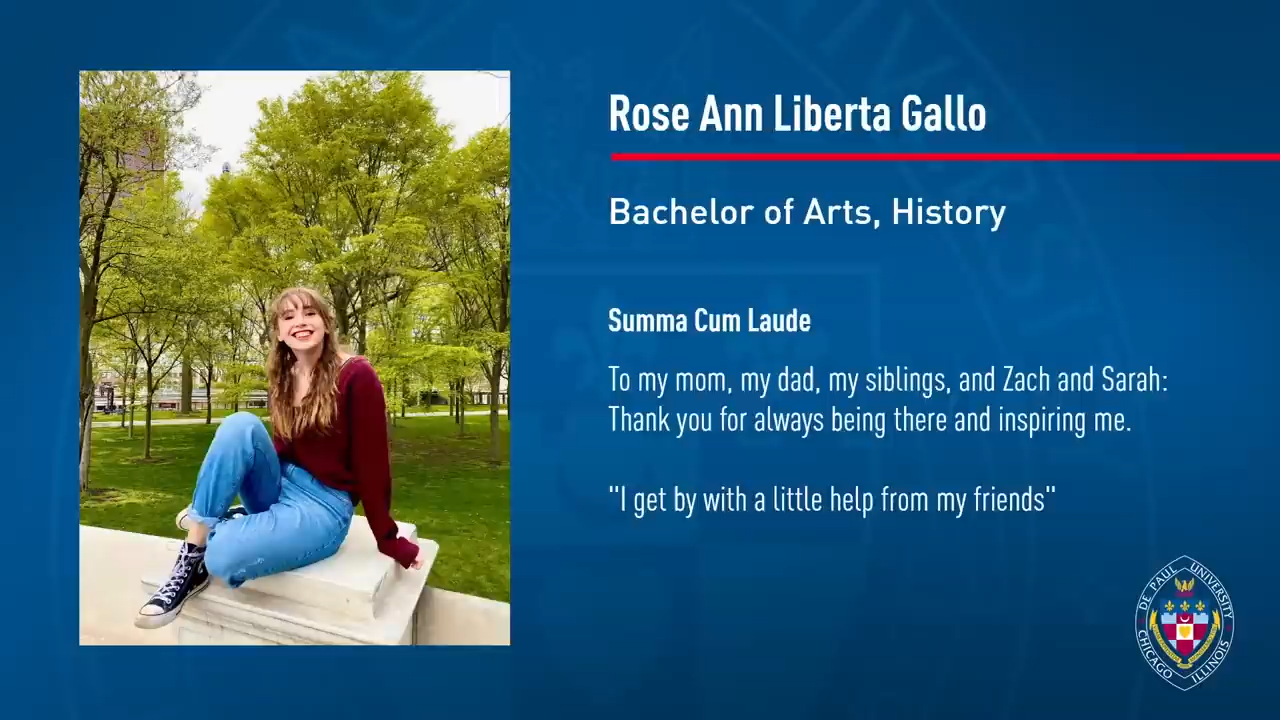 Rose Ann Liberta Gallo
Bachelor of Arts, History
Summa Cum Laude
To my mom, my dad, my siblings, and Zach and Sarah:
Thank you for always being there and inspiring me.
"I get by with a little help from my friends"
DE PAUL UNIVERSITY
CHICAGO ILLINOIS